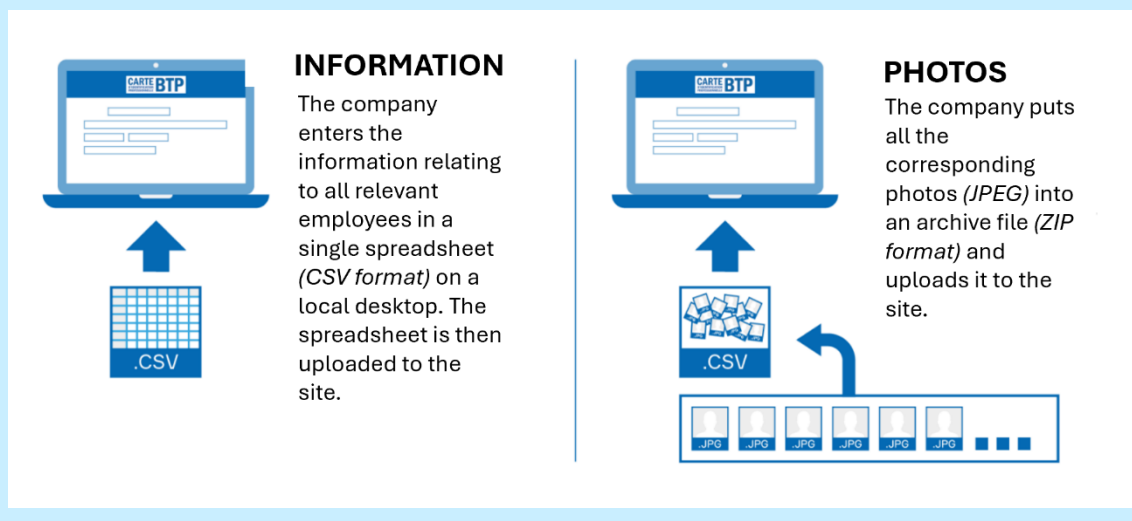 CARTE BTP
INFORMATION
The company
enters the
information relating
to all relevant
employees in a
single spreadsheet
(CSV format) on a
local desktop. The
spreadsheet is then
uploaded to the
site.
.CSV
CARTE BTP
PHOTOS
The company puts
all the
corresponding
photos (JPEG) into
an archive file (ZIP
format) and
uploads it to the
site.
.CSV
.JPG .JPG .JPG .JPG .JPG .JPG